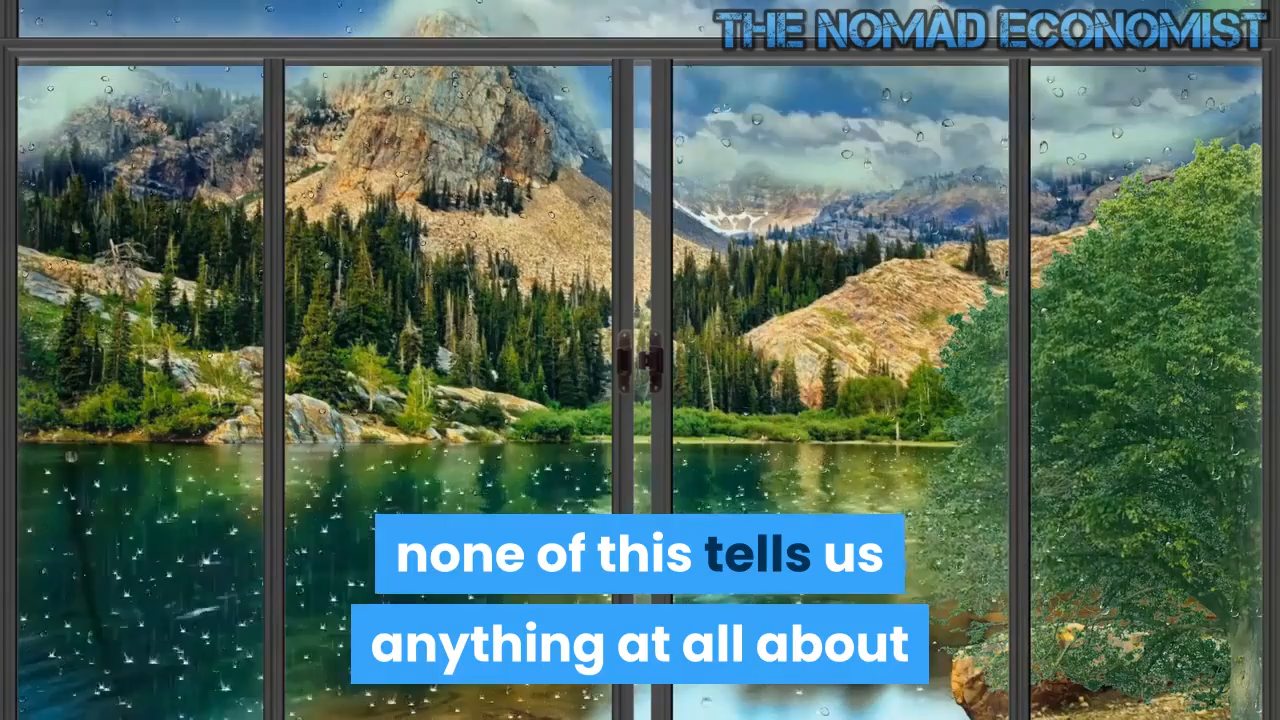 THE NOMAD ECONOMIST
none of this tells us
anything at all about